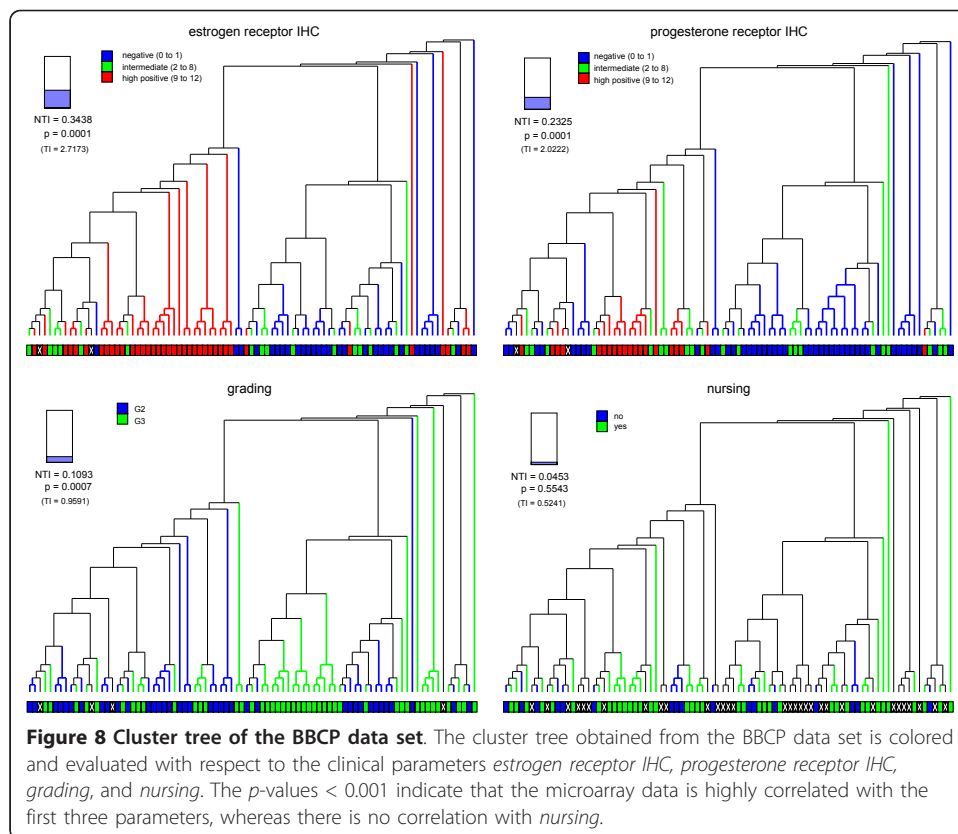 estrogen receptor IHC
negative (0 to 1)
intermediate (2 to 8)
high positive (9 to 12)
NTI = 0.3438
p = 0.0001
(TI = 2.7173)
X X
progesterone receptor IHC
negative (0 to 1)
intermediate (2 to 8)
high positive (9 to 12)
NTI = 0.2325
p = 0.0001
(TI = 2.0222)
X X
grading
G2
G3
NTI = 0.1093
p = 0.0007
(TI = 0.9591)
nursing
no
yes
NTI = 0.0453
p = 0.5543
(TI = 0.5241)
Figure 8 Cluster tree of the BBCP data set. The cluster tree obtained from the BBCP data set is colored
and evaluated with respect to the clinical parameters estrogen receptor IHC, progesterone receptor IHC,
grading, and nursing. The p-values < 0.001 indicate that the microarray data is highly correlated with the
first three parameters, whereas there is no correlation with nursing.